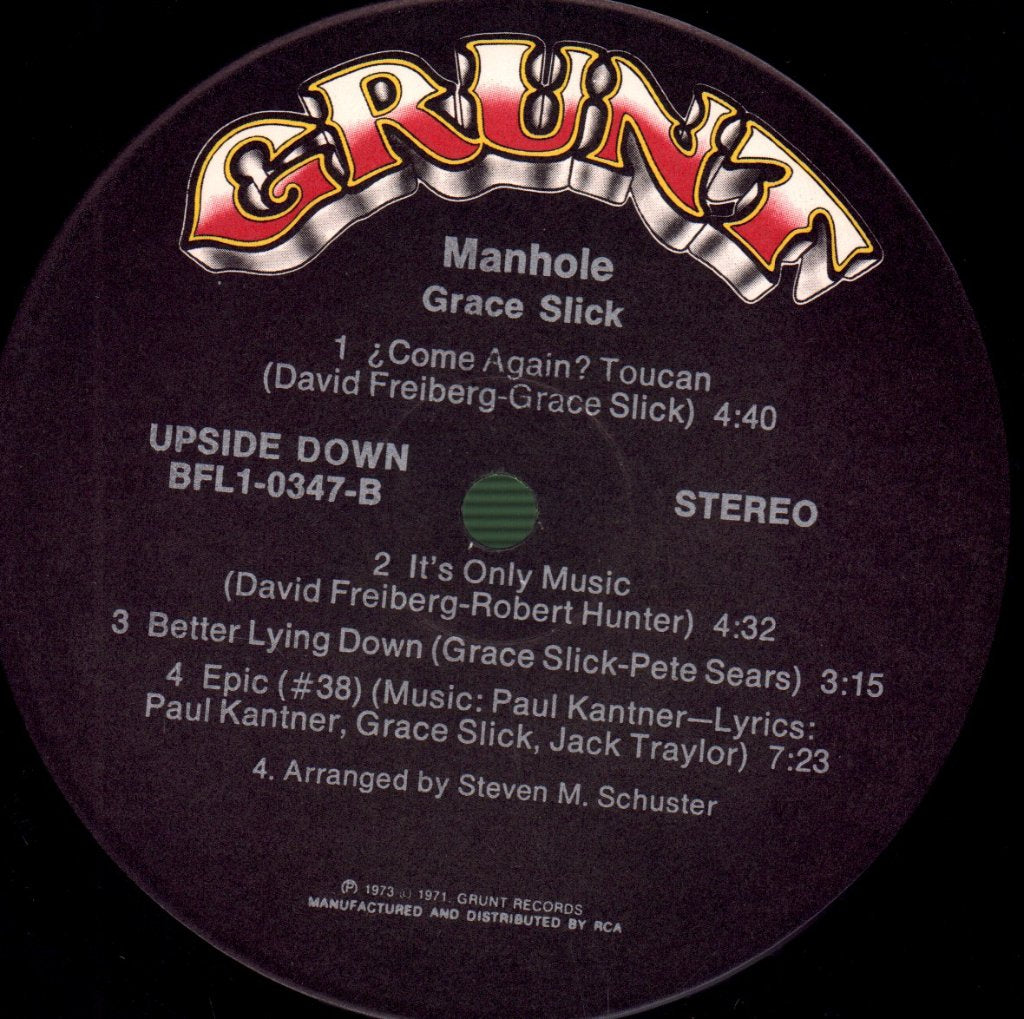 GRUNT
Manhole
Grace Slick
1 ¿Come Again? Toucan
(David Freiberg-Grace Slick) 4:40
UPSIDE DOWN
BFL1-0347-B
STEREO
2 It's Only Music
(David Freiberg-Robert Hunter) 4:32
3 Better Lying Down (Grace Slick-Pete Sears) 3:15
4 Epic (#38) (Music: Paul Kantner—Lyrics:
Paul Kantner, Grace Slick, Jack Traylor) 7:23
4. Arranged by Steven M. Schuster
Ⓟ 1973 1971. GRUNT RECORDS
MANUFACTURED AND DISTRIBUTED BY RCA